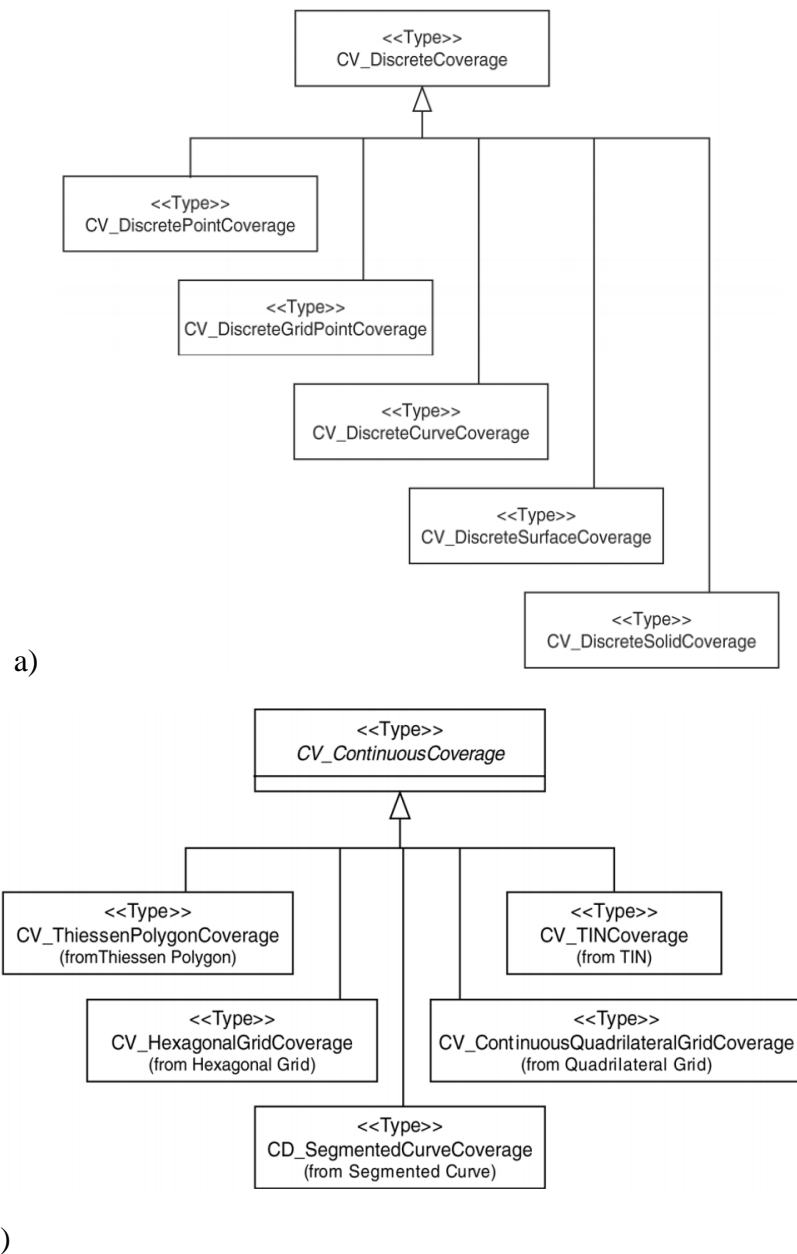 <<Type>>
CV_DiscreteCoverage
<<Type>>
CV_DiscretePointCoverage
<<Type>>
CV_DiscreteGridPointCoverage
<<Type>>
CV_DiscreteCurveCoverage
<<Type>>
CV_DiscreteSurfaceCoverage
<<Type>>
CV_DiscreteSolidCoverage
a)
<<Type>>
CV_ContinuousCoverage
<<Type>>
CV_ThiessenPolygonCoverage
(fromThiessen Polygon)
<<Type>>
CV_TINCoverage
(from TIN)
<<Type>>
CV_HexagonalGridCoverage
(from Hexagonal Grid)
<<Type>>
CV_ContinuousQuadrilateralGridCoverage
(from Quadrilateral Grid)
<<Type>>
CD_SegmentedCurveCoverage
(from Segmented Curve)
)